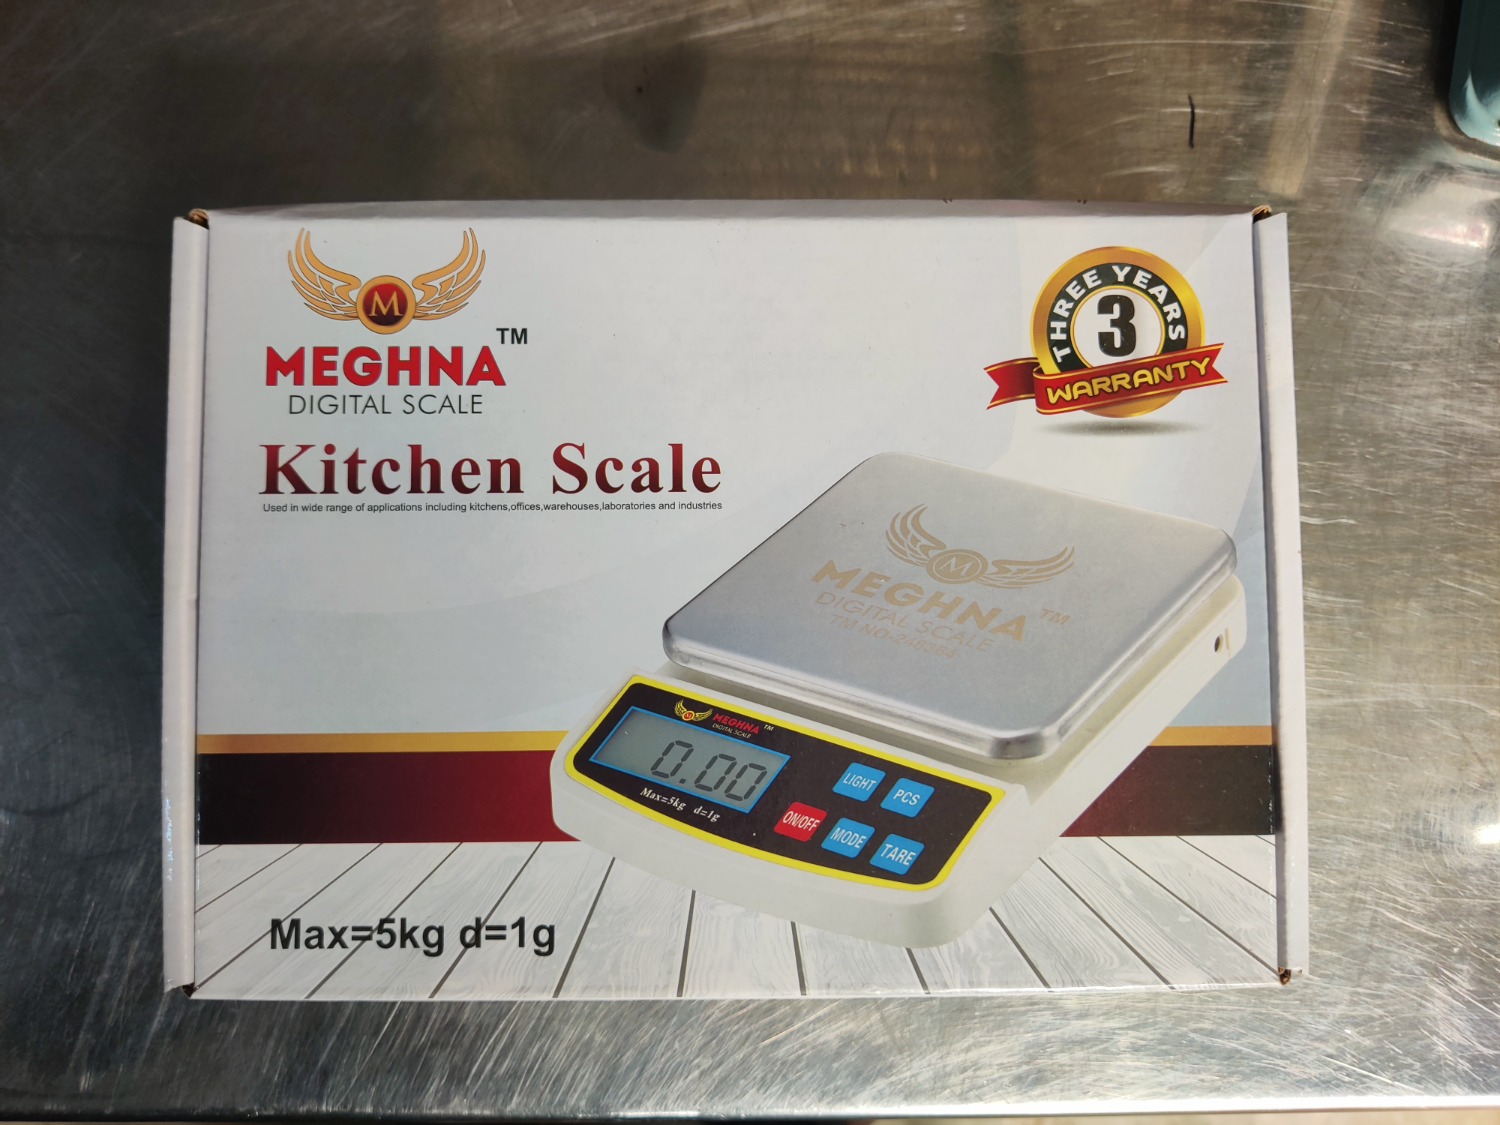 M
MEGHNA™
DIGITAL SCALE
THREE YEARS
3
WARRANTY
Kitchen Scale
Used in wide range of applications including kitchens,offices,warehouses,laboratories and industries
M
MEGHNA™
DIGITAL SCALE
M
MEGHNA™
DIGITAL SCALE
0.00
Max=5kg d=1g
LIGHT
PCS
ON/OFF
MODE
TARE
Max=5kg d=1g